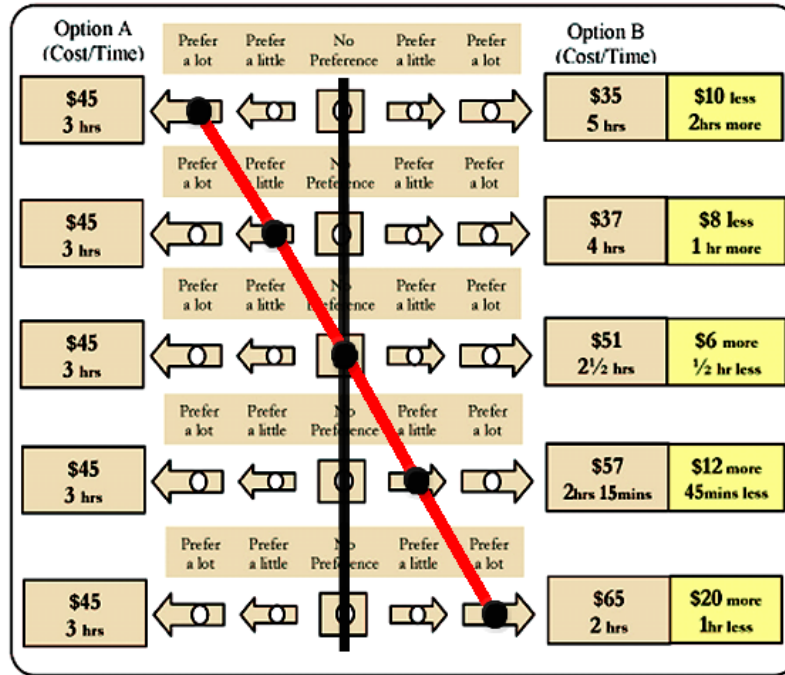 Option A
(Cost/Time)
Prefer a lot
Prefer a little
No Preference
Prefer a little
Prefer a lot
Option B
(Cost/Time)
$45
3 hrs
$35
5 hrs
$10 less
2hrs more
Prefer a lot
Prefer little
No Preference
Prefer a little
Prefer a lot
$45
3 hrs
$37
4 hrs
$8 less
1 hr more
Prefer a lot
Prefer a little
No Preference
Prefer a little
Prefer a lot
$45
3 hrs
$51
2½ hrs
$6 more
½ hr less
Prefer a lot
Prefer a little
No Preference
Prefer a little
Prefer a lot
$45
3 hrs
$57
2hrs 15mins
$12 more
45mins less
Prefer a lot
Prefer a little
No Preference
Prefer a little
Prefer a lot
$45
3 hrs
$65
2 hrs
$20 more
1hr less